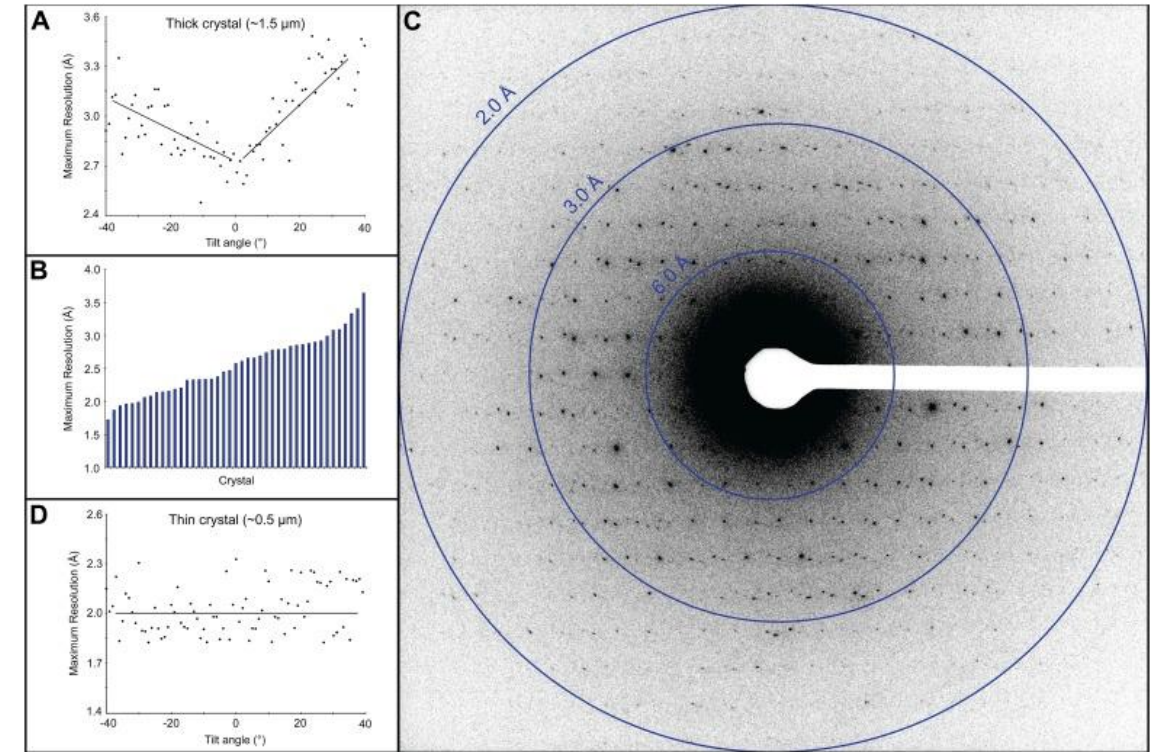 A
Thick crystal (~1.5 µm)
3.6
3.3
3.0
2.7
2.4
Maximum Resolution (Å)
-40
-20
0
20
40
Tilt angle (°)
B
4.0
3.5
3.0
2.5
2.0
1.5
1.0
Maximum Resolution (Å)
Crystal
D
Thin crystal (~0.5 µm)
2.6
2.3
2.0
1.7
1.4
Maximum Resolution (Å)
-40
-20
0
20
40
Tilt angle (°)
C
2.0 Å
3.0 Å
6.0 Å